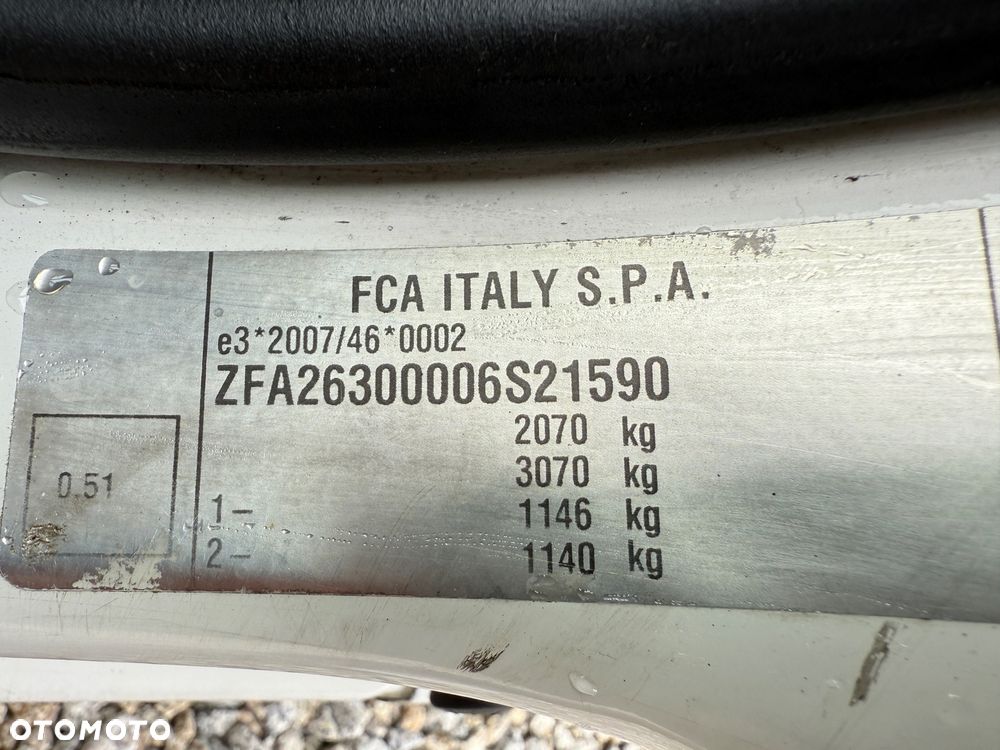 FCA ITALY S.P.A.
e3*2007/46*0002
ZFA26300006S21590
2070 kg
3070 kg
0.51
1- 1146 kg
2- 1140 kg
OTOMOTO